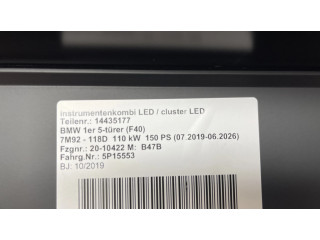 Instrumentenkombi LED / cluster LED
Teilenr.: 14435177
BMW 1er 5-türer (F40)
7M92 - 118D 110 kW 150 PS (07.2019-06.2026)
Fzgnr.: 20-10422 M: B47B
Fahrg.Nr.: 5P15553
BJ: 10/2019